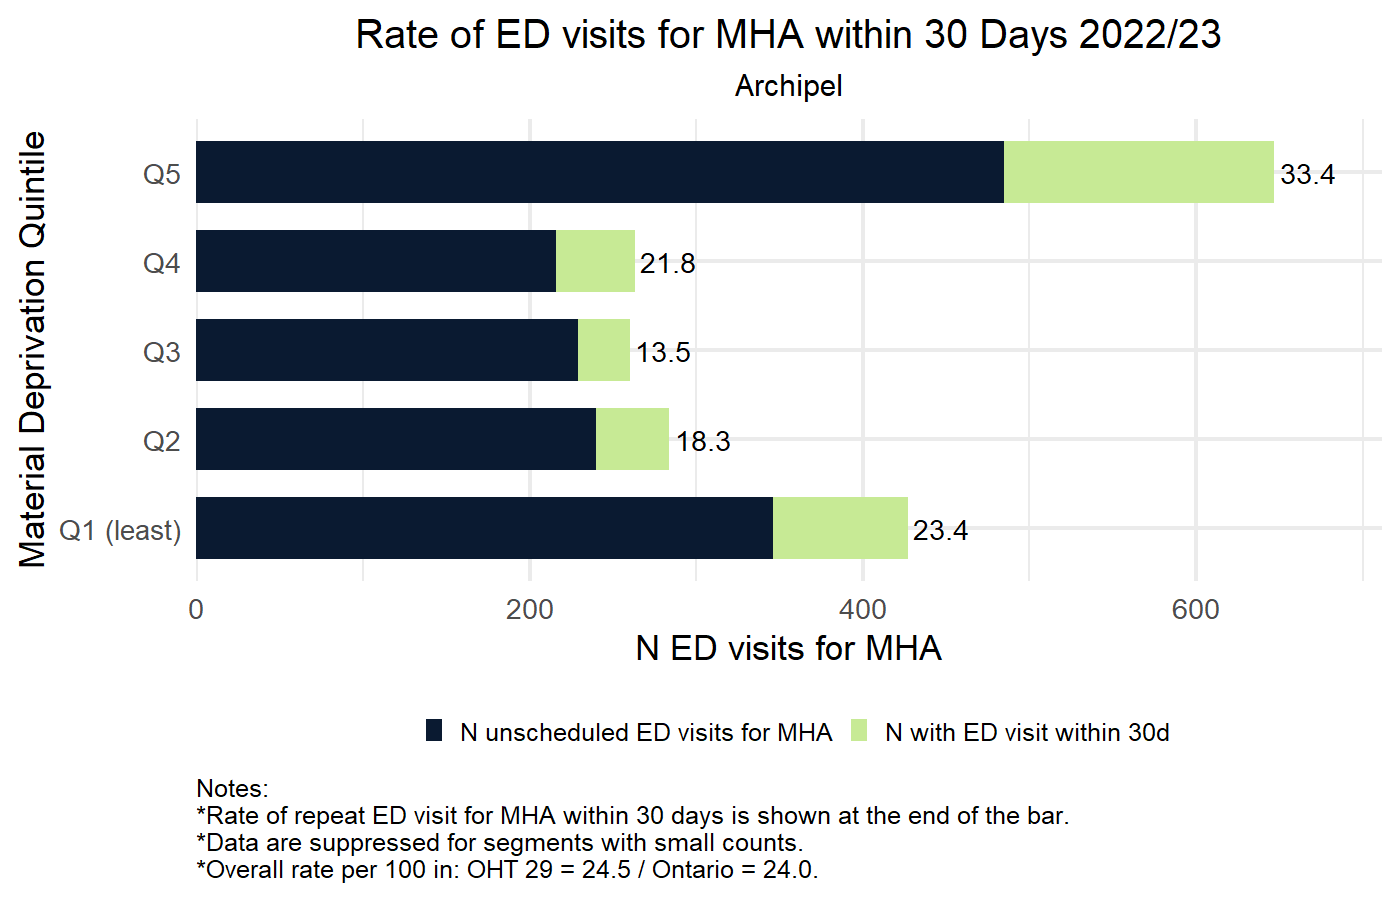 Rate of ED visits for MHA within 30 Days 2022/23
Archipel
Material Deprivation Quintile
Q5
33.4
Q4
21.8
Q3
13.5
Q2
18.3
Q1 (least)
23.4
0
200
400
600
N ED visits for MHA
N unscheduled ED visits for MHA
N with ED visit within 30d
Notes:
*Rate of repeat ED visit for MHA within 30 days is shown at the end of the bar.
*Data are suppressed for segments with small counts.
*Overall rate per 100 in: OHT 29 = 24.5 / Ontario = 24.0.